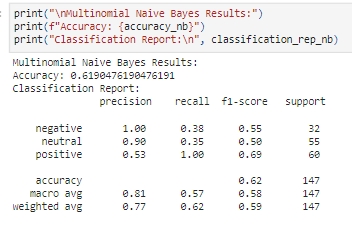 print("\nMultinomial Naive Bayes Results:")
print(f"Accuracy: {accuracy_nb}")
print("Classification Report:\n", classification_rep_nb)
Multinomial Naive Bayes Results:
Accuracy: 0.6190476190476191
Classification Report:
precision recall f1-score support
negative 1.00 0.38 0.55 32
neutral 0.90 0.35 0.50 55
positive 0.53 1.00 0.69 60
accuracy 0.62 147
macro avg 0.81 0.57 0.58 147
weighted avg 0.77 0.62 0.59 147